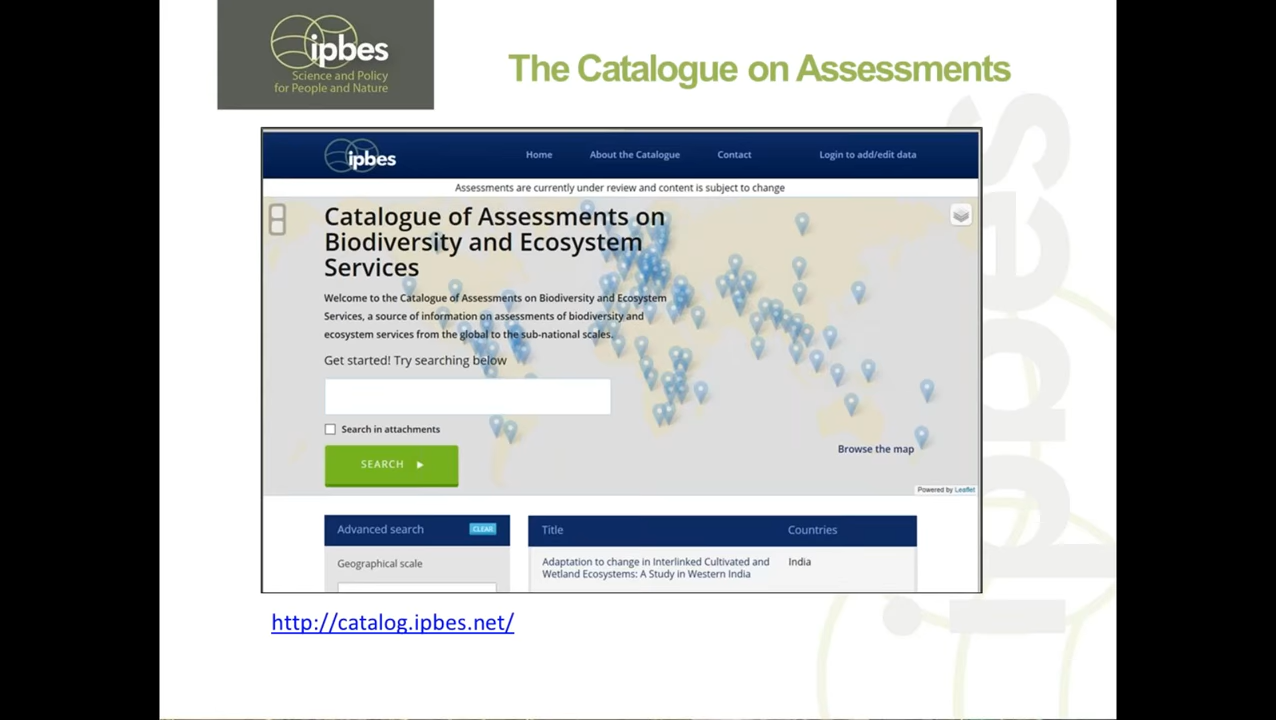 ipbes
Science and Policy
for People and Nature
The Catalogue on Assessments
ipbes
Home
About the Catalogue
Contact
Login to add/edit data
Assessments are currently under review and content is subject to change
Catalogue of Assessments on
Biodiversity and Ecosystem
Services
Welcome to the Catalogue of Assessments on Biodiversity and Ecosystem
Services, a source of information on assessments of biodiversity and
ecosystem services from the global to the sub-national scales.
Get started! Try searching below
Search in attachments
SEARCH
Browse the map
Powered by Leaflet
Advanced search
CLEAR
Title
Countries
Geographical scale
Adaptation to change in Interlinked Cultivated and
Wetland Ecosystems: A Study in Western India
India
http://catalog.ipbes.net/
ipbes